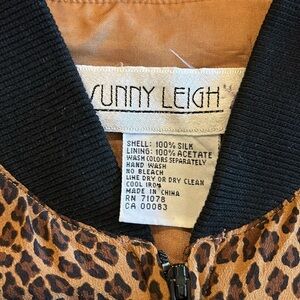 SUNNY LEIGH
SHELL: 100% SILK
LINING: 100% ACETATE
WASH COLORS SEPARATELY
HAND WASH
NO BLEACH
LINE DRY OR DRY CLEAN
COOL IRON
MADE IN CHINA
RN 71078
CA 00083